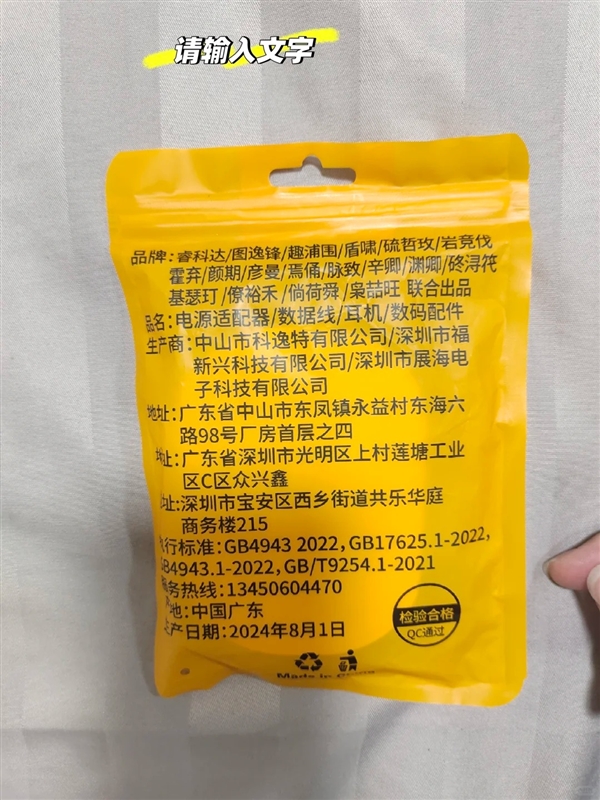 请输入文字
品牌：睿科达/图逸锋/趣浦围/盾啸/硫哲玫/岩竞伐
霍弃/颜期/彦曼/焉俑/脉致/辛卿/渊卿/终浔符
基瑟玎/僚裕禾/倘荷舜/枭喆旺 联合出品
品名：电源适配器/数据线/耳机/数码配件
生产商：中山市科逸特有限公司/深圳市福
新兴科技有限公司/深圳市展海电
子科技有限公司
地址：广东省中山市东凤镇永益村东海六
路98号厂房首层之四
地址：广东省深圳市光明区上村莲塘工业
区C区众兴鑫
址：深圳市宝安区西乡街道共乐华庭
商务楼215
执行标准：GB4943 2022，GB17625.1-2022，
GB4943.1-2022，GB/T9254.1-2021
服务热线：13450604470
产地：中国广东
生产日期：2024年8月1日
检验合格
QC通过
Made in